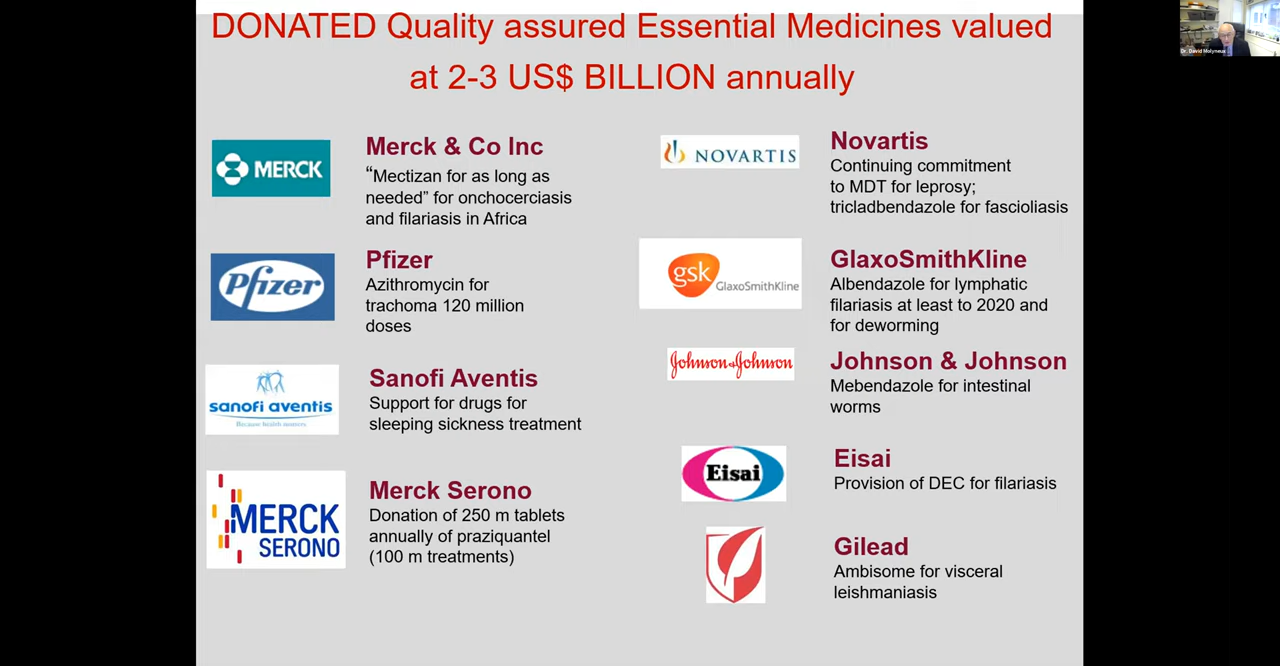 DONATED Quality assured Essential Medicines valued
at 2-3 US$ BILLION annually
MERCK
Merck & Co Inc
“Mectizan for as long as
needed” for onchocerciasis
and filariasis in Africa
Pfizer
Pfizer
Azithromycin for
trachoma 120 million
doses
sanofi aventis
Because health matters
Sanofi Aventis
Support for drugs for
sleeping sickness treatment
MERCK
SERONO
Merck Serono
Donation of 250 m tablets
annually of praziquantel
(100 m treatments)
NOVARTIS
Novartis
Continuing commitment
to MDT for leprosy;
tricladbendazole for fascioliasis
gsk
GlaxoSmithKline
GlaxoSmithKline
Albendazole for lymphatic
filariasis at least to 2020 and
for deworming
Johnson & Johnson
Johnson & Johnson
Mebendazole for intestinal
worms
Eisai
Eisai
Provision of DEC for filariasis
Gilead
Ambisome for visceral
leishmaniasis
Dr. David Molyneux